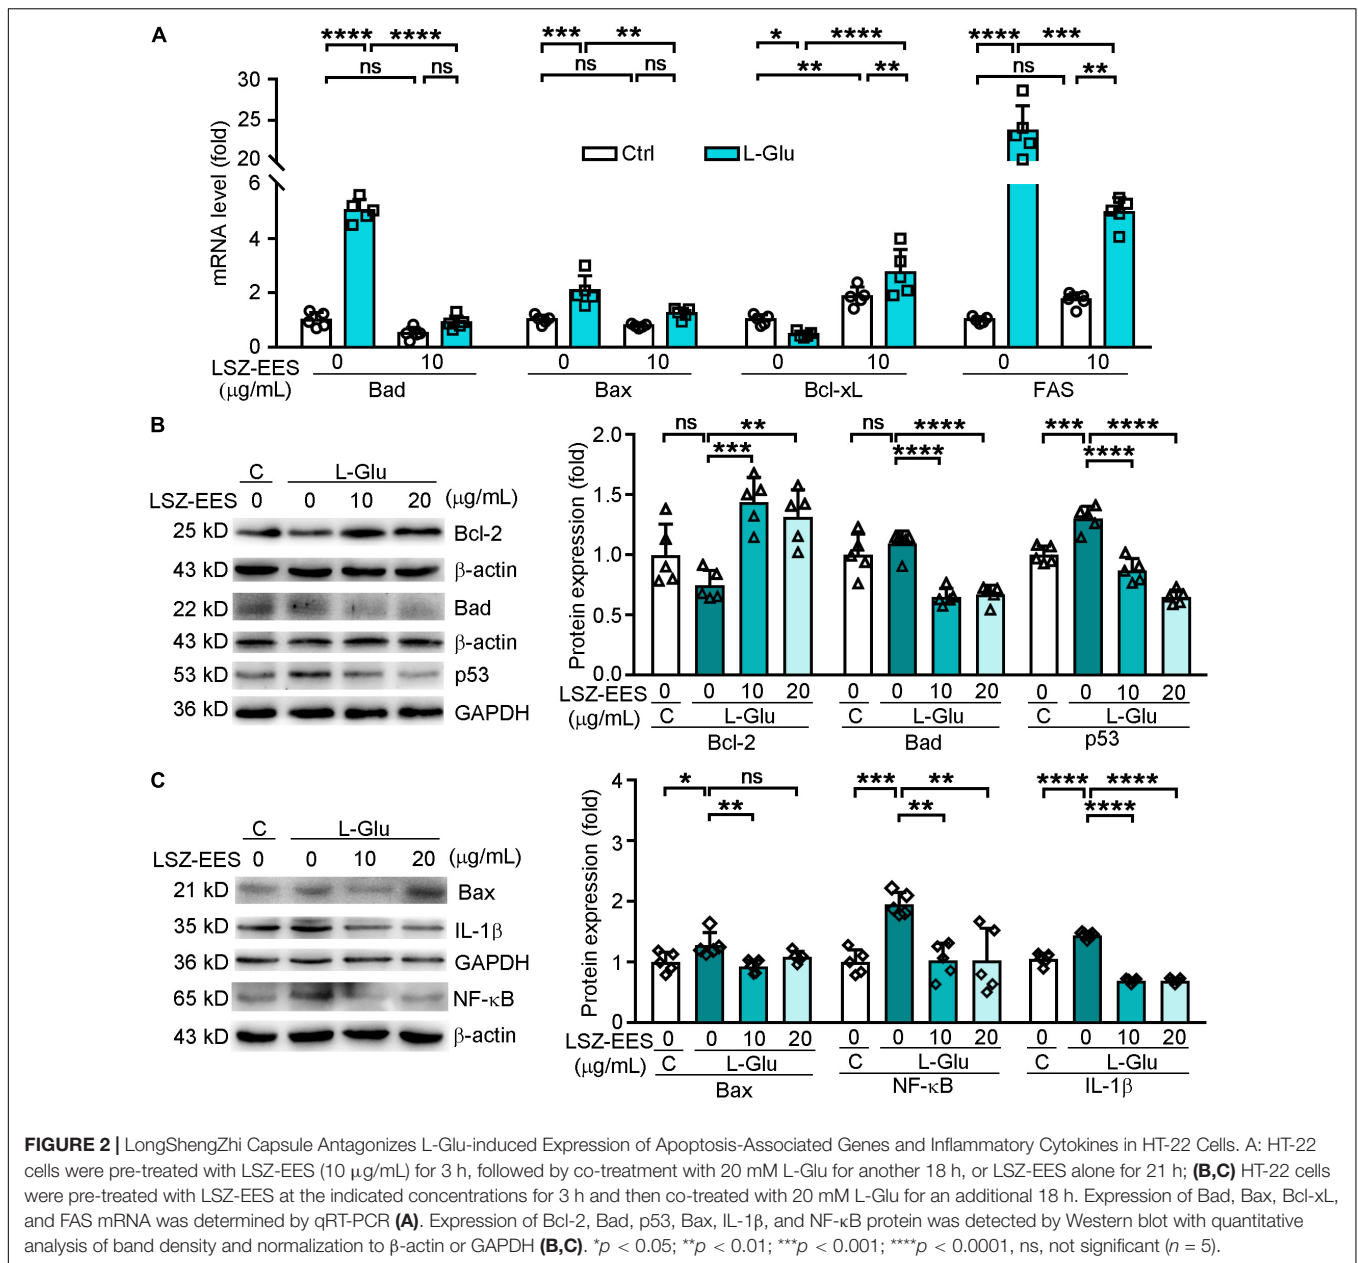 A
**** **** *** ** * **** **** ***
ns ns ns ns ** ** ns **
30
25
20
6
4
2
0
mRNA level (fold)
Ctrl L-Glu
LSZ-EES 0 10 0 10 0 10 0 10
(μg/mL) Bad Bax Bcl-xL FAS
B
C L-Glu
LSZ-EES 0 0 10 20 (μg/mL)
25 kD Bcl-2
43 kD β-actin
22 kD Bad
43 kD β-actin
53 kD p53
36 kD GAPDH
ns ** ns **** *** ****
*** **** ****
2.0
1.5
1.0
0.5
0.0
Protein expression (fold)
LSZ-EES 0 0 10 20 0 0 10 20 0 0 10 20
(μg/mL) C L-Glu C L-Glu C L-Glu
Bcl-2 Bad p53
C
C L-Glu
LSZ-EES 0 0 10 20 (μg/mL)
21 kD Bax
35 kD IL-1β
36 kD GAPDH
65 kD NF-κB
43 kD β-actin
* ns *** ** **** ****
** ** ****
4
3
2
1
0
Protein expression (fold)
LSZ-EES 0 0 10 20 0 0 10 20 0 0 10 20
(μg/mL) C L-Glu C L-Glu C L-Glu
Bax NF-κB IL-1β
FIGURE 2 | LongShengZhi Capsule Antagonizes L-Glu-induced Expression of Apoptosis-Associated Genes and Inflammatory Cytokines in HT-22 Cells. A: HT-22
cells were pre-treated with LSZ-EES (10 μg/mL) for 3 h, followed by co-treatment with 20 mM L-Glu for another 18 h, or LSZ-EES alone for 21 h; (B,C) HT-22 cells
were pre-treated with LSZ-EES at the indicated concentrations for 3 h and then co-treated with 20 mM L-Glu for an additional 18 h. Expression of Bad, Bax, Bcl-xL,
and FAS mRNA was determined by qRT-PCR (A). Expression of Bcl-2, Bad, p53, Bax, IL-1β, and NF-κB protein was detected by Western blot with quantitative
analysis of band density and normalization to β-actin or GAPDH (B,C). *p < 0.05; **p < 0.01; ***p < 0.001; ****p < 0.0001, ns, not significant (n = 5).